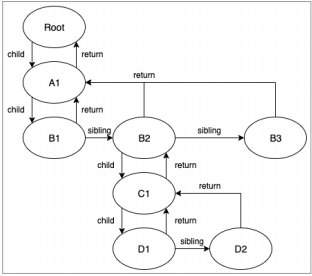 Root
child
return
A1
return
child
return
B1
sibling
B2
sibling
B3
child
return
C1
return
child
return
D1
sibling
D2